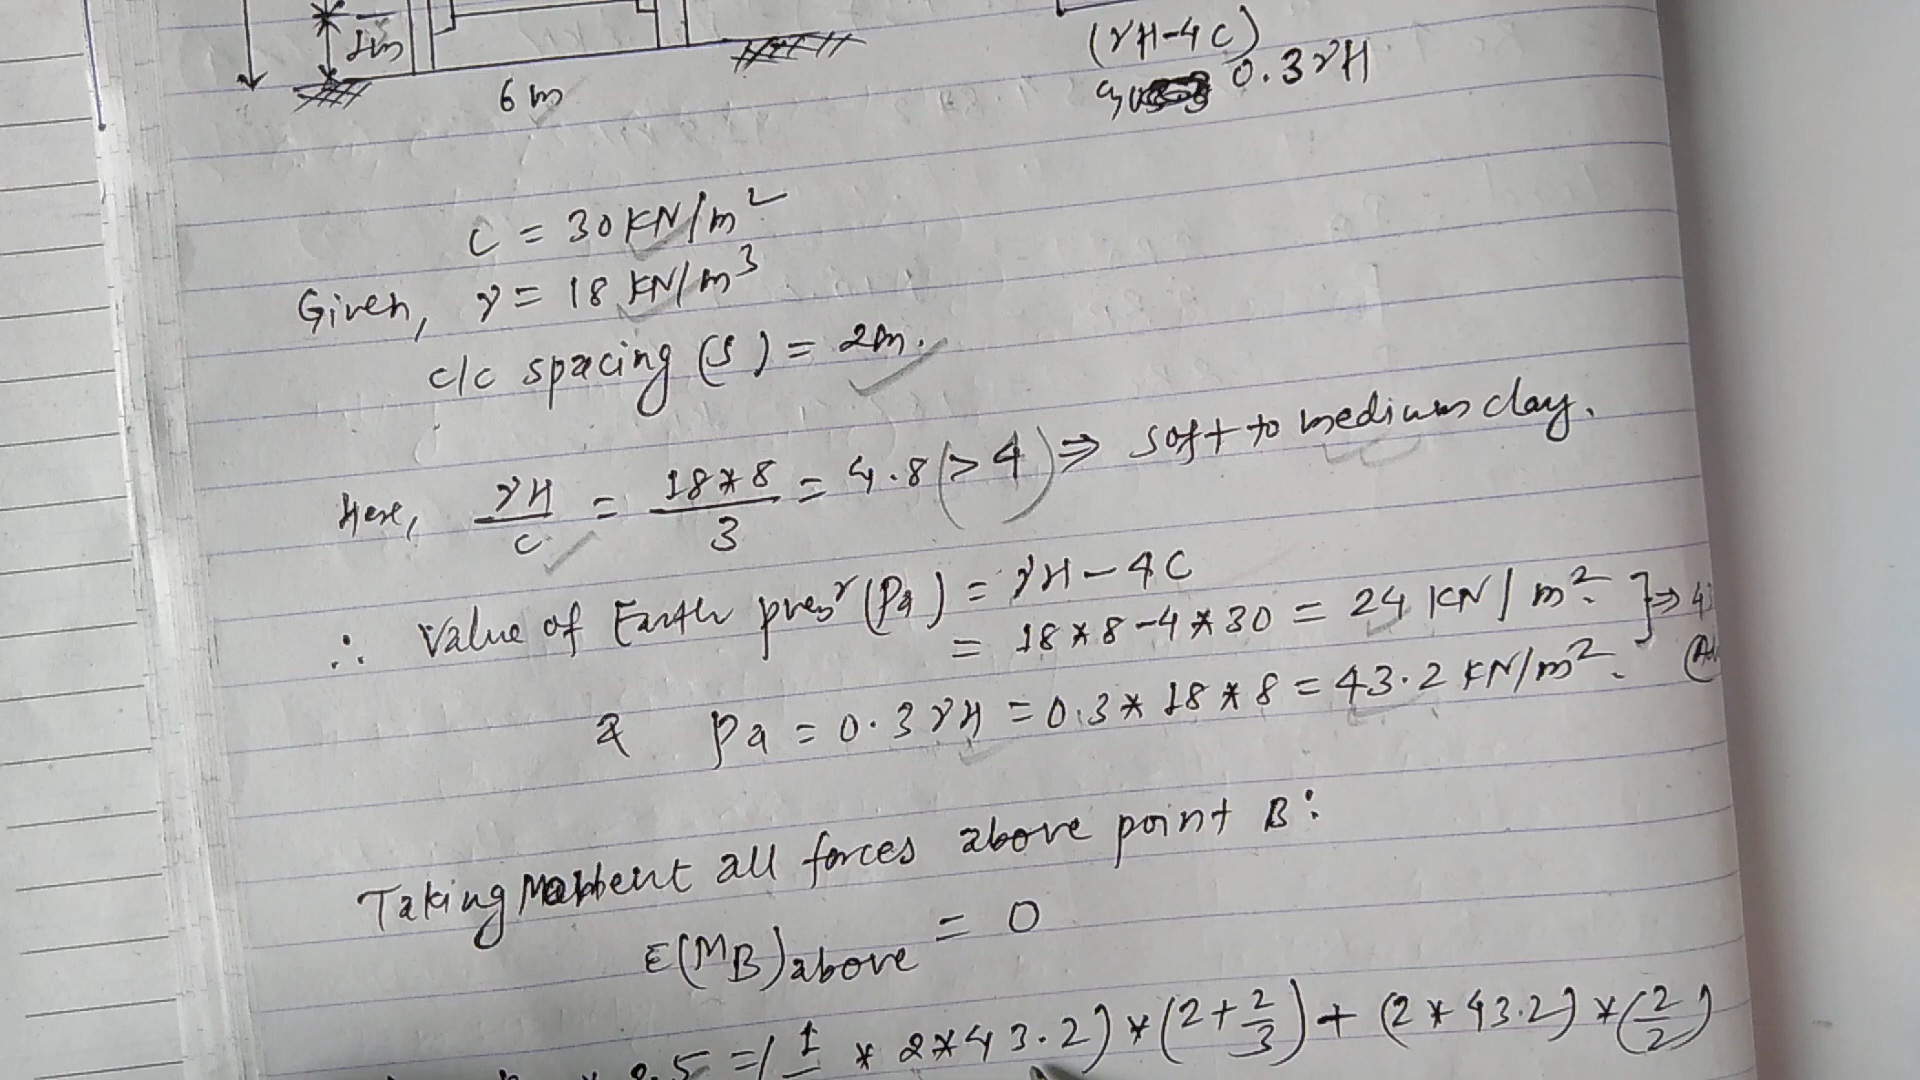 1m
6m
(γH-4C)
0.3γH
C = 30 KN/m²
Given, γ = 18 KN/m³
c/c spacing (S) = 2m.
Here, γH/C = 18*8/3 = 4.8 (>4) ⇒ soft to medium clay.
∴ Value of Earth presr (Pa) = γH-4C
= 18*8-4*30 = 24 KN/m² ] ⇒ 43
& Pa = 0.3γH = 0.3*18*8 = 43.2 KN/m².
Taking Moment all forces above point B:
Σ(MB)above = 0
* 2.5 = (1 * 2*43.2)*(2+2/3) + (2*43.2)*(2/2)